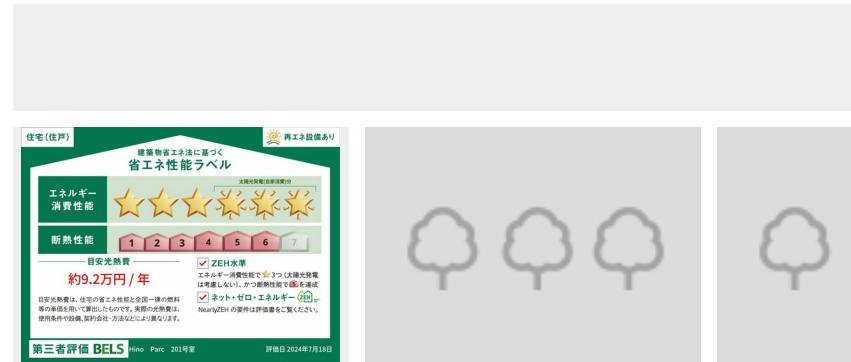 住宅(住戸)
再エネ設備あり
建築物省エネ法に基づく
省エネ性能ラベル
太陽光発電(自家消費)分
エネルギー
消費性能
断熱性能
1 2 3 4 5 6 7
目安光熱費
約9.2万円 / 年
目安光熱費は、住宅の省エネ性能と全国一律の燃料
等の単価を用いて算出したものです。実際の光熱費は、
使用条件や設備、契約会社・方法などにより異なります。
ZEH水準
エネルギー消費性能で3つ (太陽光発電
は考慮しない)、かつ断熱性能で5を達成
ネット・ゼロ・エネルギー ZEH
NearlyZEH の要件は評価書をご覧ください。
第三者評価 BELS Hino Parc 201号室
評価日 2024年7月18日